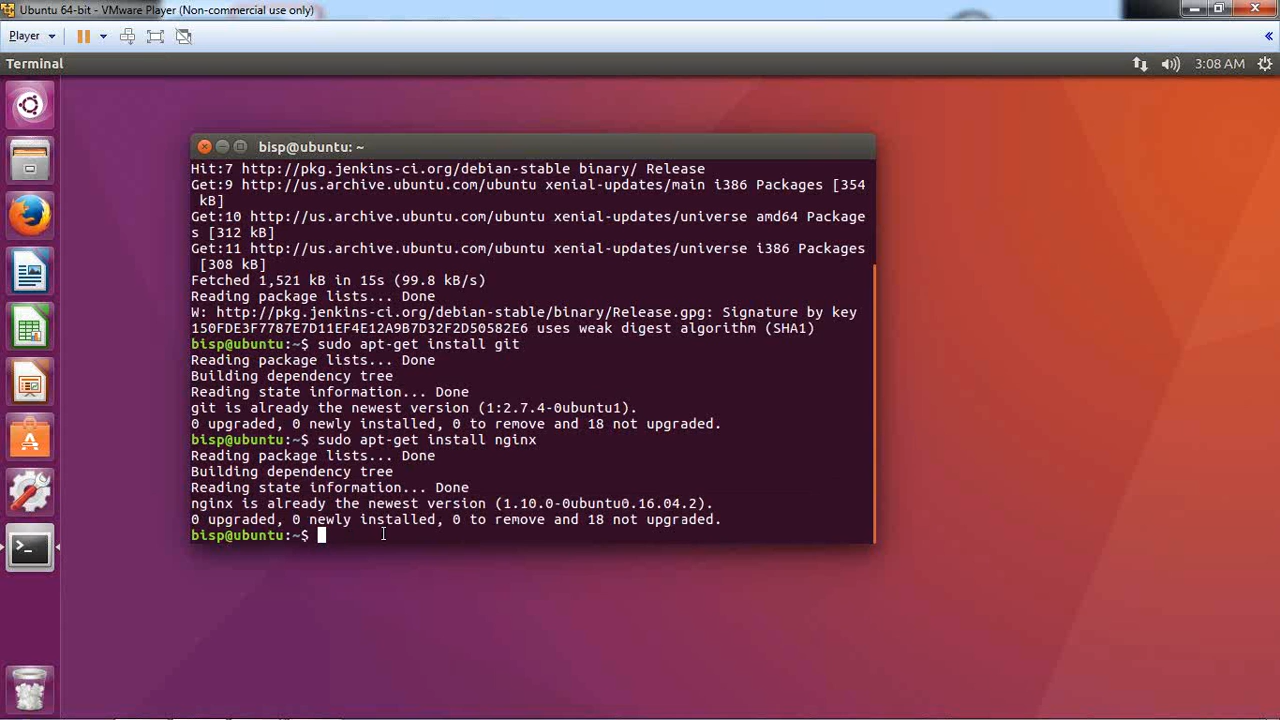 Ubuntu 64-bit - VMware Player (Non-commercial use only)
Player
Terminal
3:08 AM
bisp@ubuntu: ~
Hit:7 http://pkg.jenkins-ci.org/debian-stable binary/ Release
Get:9 http://us.archive.ubuntu.com/ubuntu xenial-updates/main i386 Packages [354
 kB]
Get:10 http://us.archive.ubuntu.com/ubuntu xenial-updates/universe amd64 Package
s [312 kB]
Get:11 http://us.archive.ubuntu.com/ubuntu xenial-updates/universe i386 Packages
 [308 kB]
Fetched 1,521 kB in 15s (99.8 kB/s)
Reading package lists... Done
W: http://pkg.jenkins-ci.org/debian-stable/binary/Release.gpg: Signature by key
150FDE3F7787E7D11EF4E12A9B7D32F2D50582E6 uses weak digest algorithm (SHA1)
bisp@ubuntu:~$ sudo apt-get install git
Reading package lists... Done
Building dependency tree
Reading state information... Done
git is already the newest version (1:2.7.4-0ubuntu1).
0 upgraded, 0 newly installed, 0 to remove and 18 not upgraded.
bisp@ubuntu:~$ sudo apt-get install nginx
Reading package lists... Done
Building dependency tree
Reading state information... Done
nginx is already the newest version (1.10.0-0ubuntu0.16.04.2).
0 upgraded, 0 newly installed, 0 to remove and 18 not upgraded.
bisp@ubuntu:~$